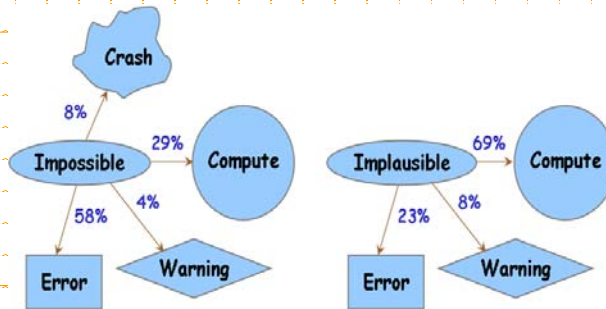 Crash
8%
29%
Impossible
Compute
4%
58%
Error
Warning
69%
Implausible
Compute
8%
23%
Error
Warning